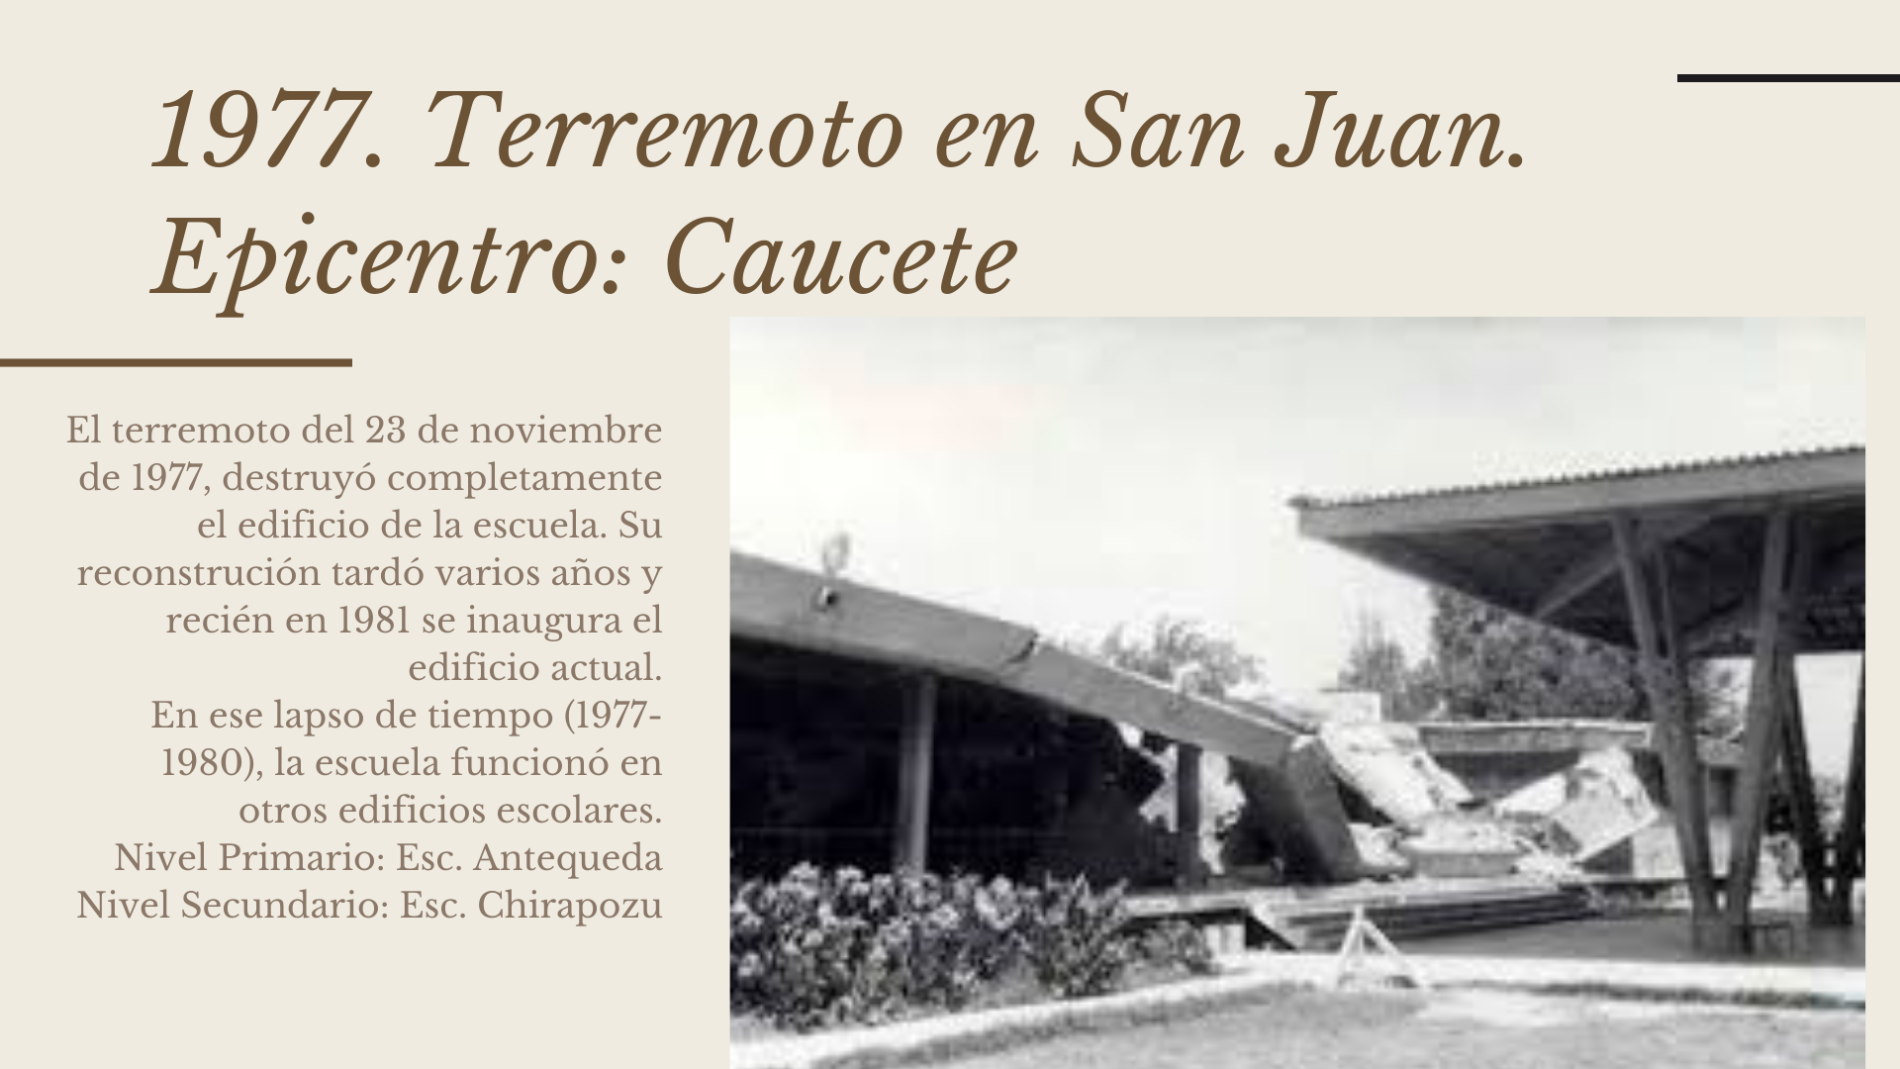 1977. Terremoto en San Juan.
Epicentro: Caucete
El terremoto del 23 de noviembre
de 1977, destruyó completamente
el edificio de la escuela. Su
reconstrución tardó varios años y
recién en 1981 se inaugura el
edificio actual.
En ese lapso de tiempo (1977-
1980), la escuela funcionó en
otros edificios escolares.
Nivel Primario: Esc. Antequeda
Nivel Secundario: Esc. Chirapozu